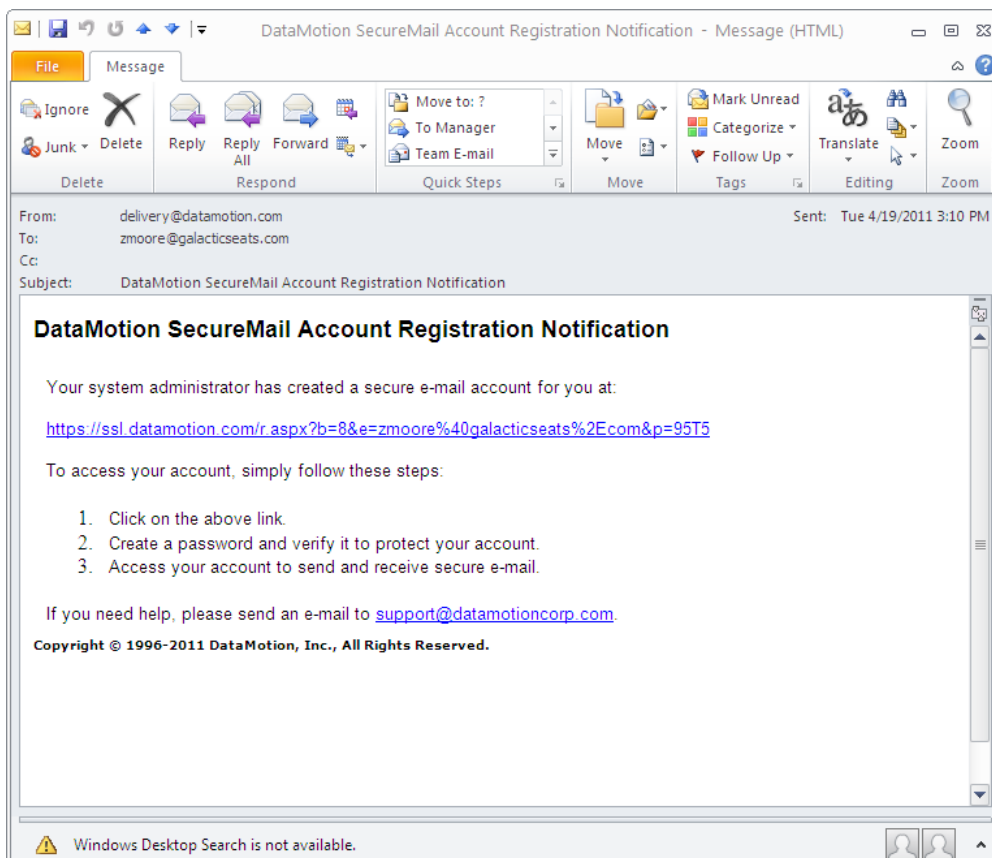 DataMotion SecureMail Account Registration Notification - Message (HTML)
File Message
Ignore
Junk
Delete
Reply
Reply All
Forward
Move to: ?
To Manager
Team E-mail
Move
Mark Unread
Categorize
Follow Up
Translate
Zoom
Delete Respond Quick Steps Move Tags Editing Zoom
From: delivery@datamotion.com Sent: Tue 4/19/2011 3:10 PM
To: zmoore@galacticseats.com
Cc:
Subject: DataMotion SecureMail Account Registration Notification
DataMotion SecureMail Account Registration Notification
Your system administrator has created a secure e-mail account for you at:
https://ssl.datamotion.com/r.aspx?b=8&e=zmoore%40galacticseats%2Ecom&p=95T5
To access your account, simply follow these steps:
1. Click on the above link.
2. Create a password and verify it to protect your account.
3. Access your account to send and receive secure e-mail.
If you need help, please send an e-mail to support@datamotioncorp.com.
Copyright © 1996-2011 DataMotion, Inc., All Rights Reserved.
Windows Desktop Search is not available.